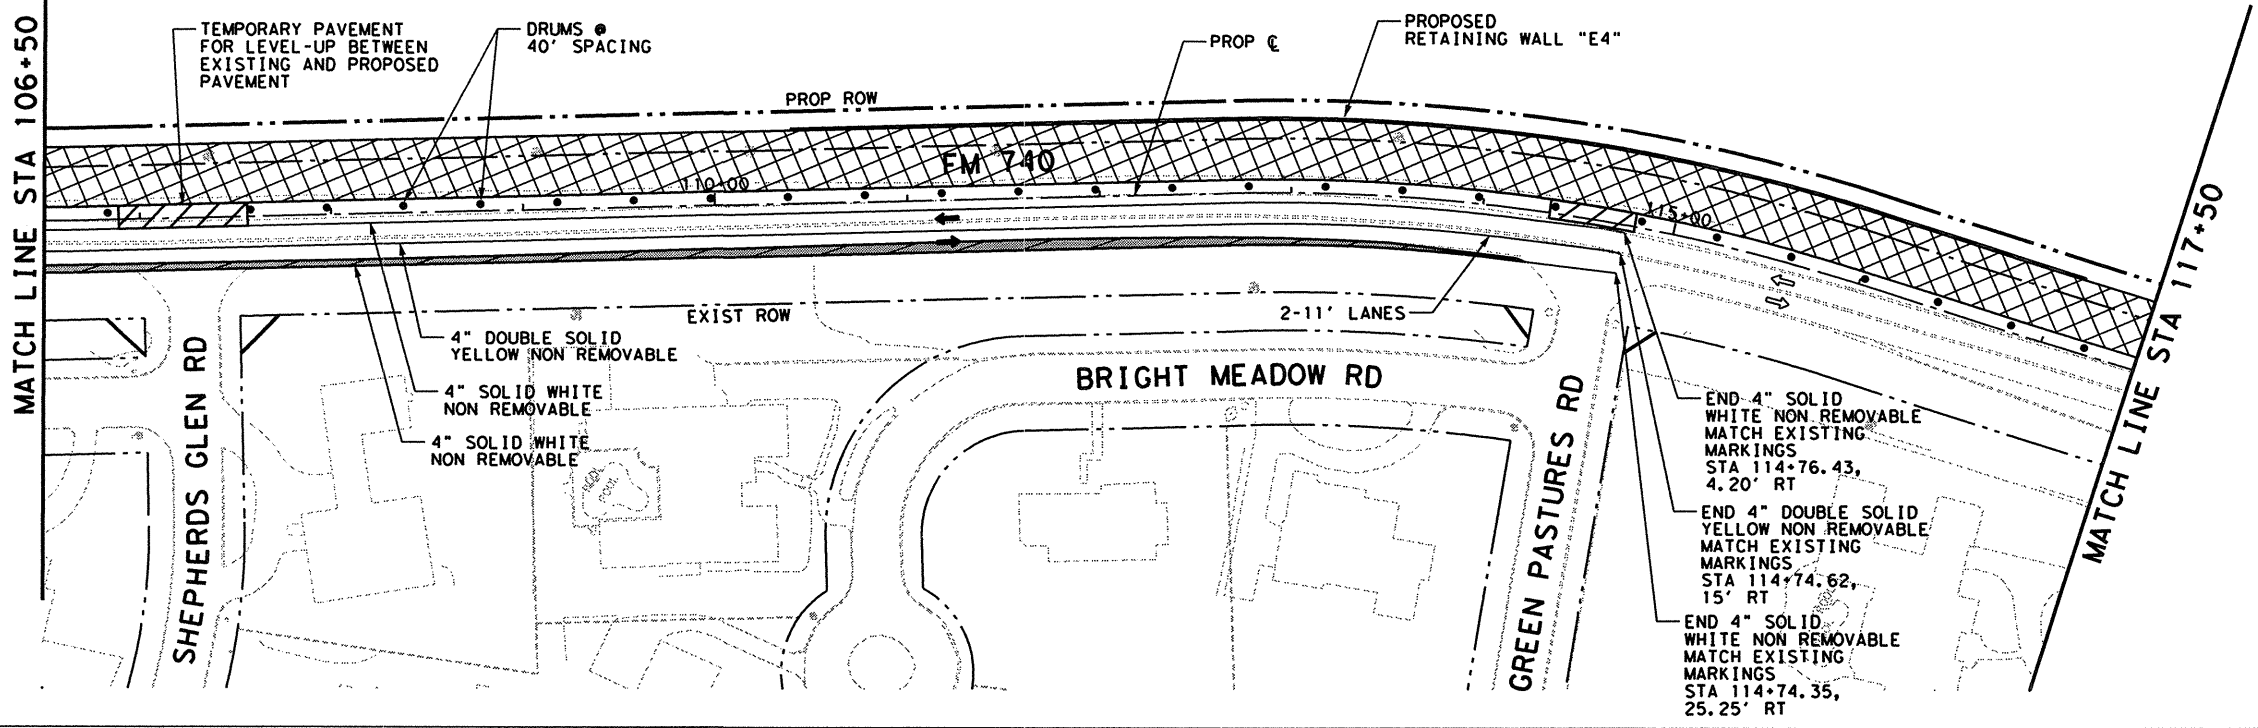 MATCH LINE STA 106+50
TEMPORARY PAVEMENT
FOR LEVEL-UP BETWEEN
EXISTING AND PROPOSED
PAVEMENT
DRUMS @
40' SPACING
PROP ROW
PROP ℄
PROPOSED
RETAINING WALL "E4"
FM 740
110+00
115+00
MATCH LINE STA 117+50
EXIST ROW
2-11' LANES
4" DOUBLE SOLID
YELLOW NON REMOVABLE
4" SOLID WHITE
NON REMOVABLE
4" SOLID WHITE
NON REMOVABLE
SHEPHERDS GLEN RD
BRIGHT MEADOW RD
GREEN PASTURES RD
POOL
END 4" SOLID
WHITE NON REMOVABLE
MATCH EXISTING
MARKINGS
STA 114+76.43,
4.20' RT
END 4" DOUBLE SOLID
YELLOW NON REMOVABLE
MATCH EXISTING
MARKINGS
STA 114+74.62,
15' RT
END 4" SOLID
WHITE NON REMOVABLE
MATCH EXISTING
MARKINGS
STA 114+74.35,
25.25' RT